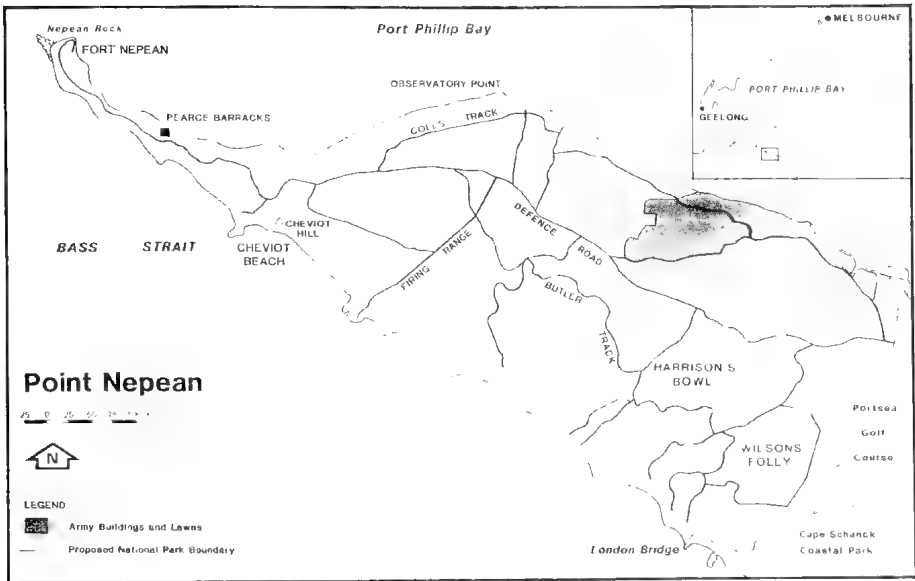 Nepean Rock
FORT NEPEAN
Port Phillip Bay
MELBOURNE
PORT PHILLIP BAY
GEELONG
OBSERVATORY POINT
PEARCE BARRACKS
COLES TRACK
DEFENCE ROAD
CHEVIOT
HILL
CHEVIOT
BEACH
BASS STRAIT
FIRING RANGE
BUTLER TRACK
HARRISON S
BOWL
Point Nepean
Portsea
Golf
Course
WILSONS
FOLLY
N
LEGEND
Army Buildings and Lawns
Proposed National Park Boundary
London Bridge
Cape Schanck
Coastal Park